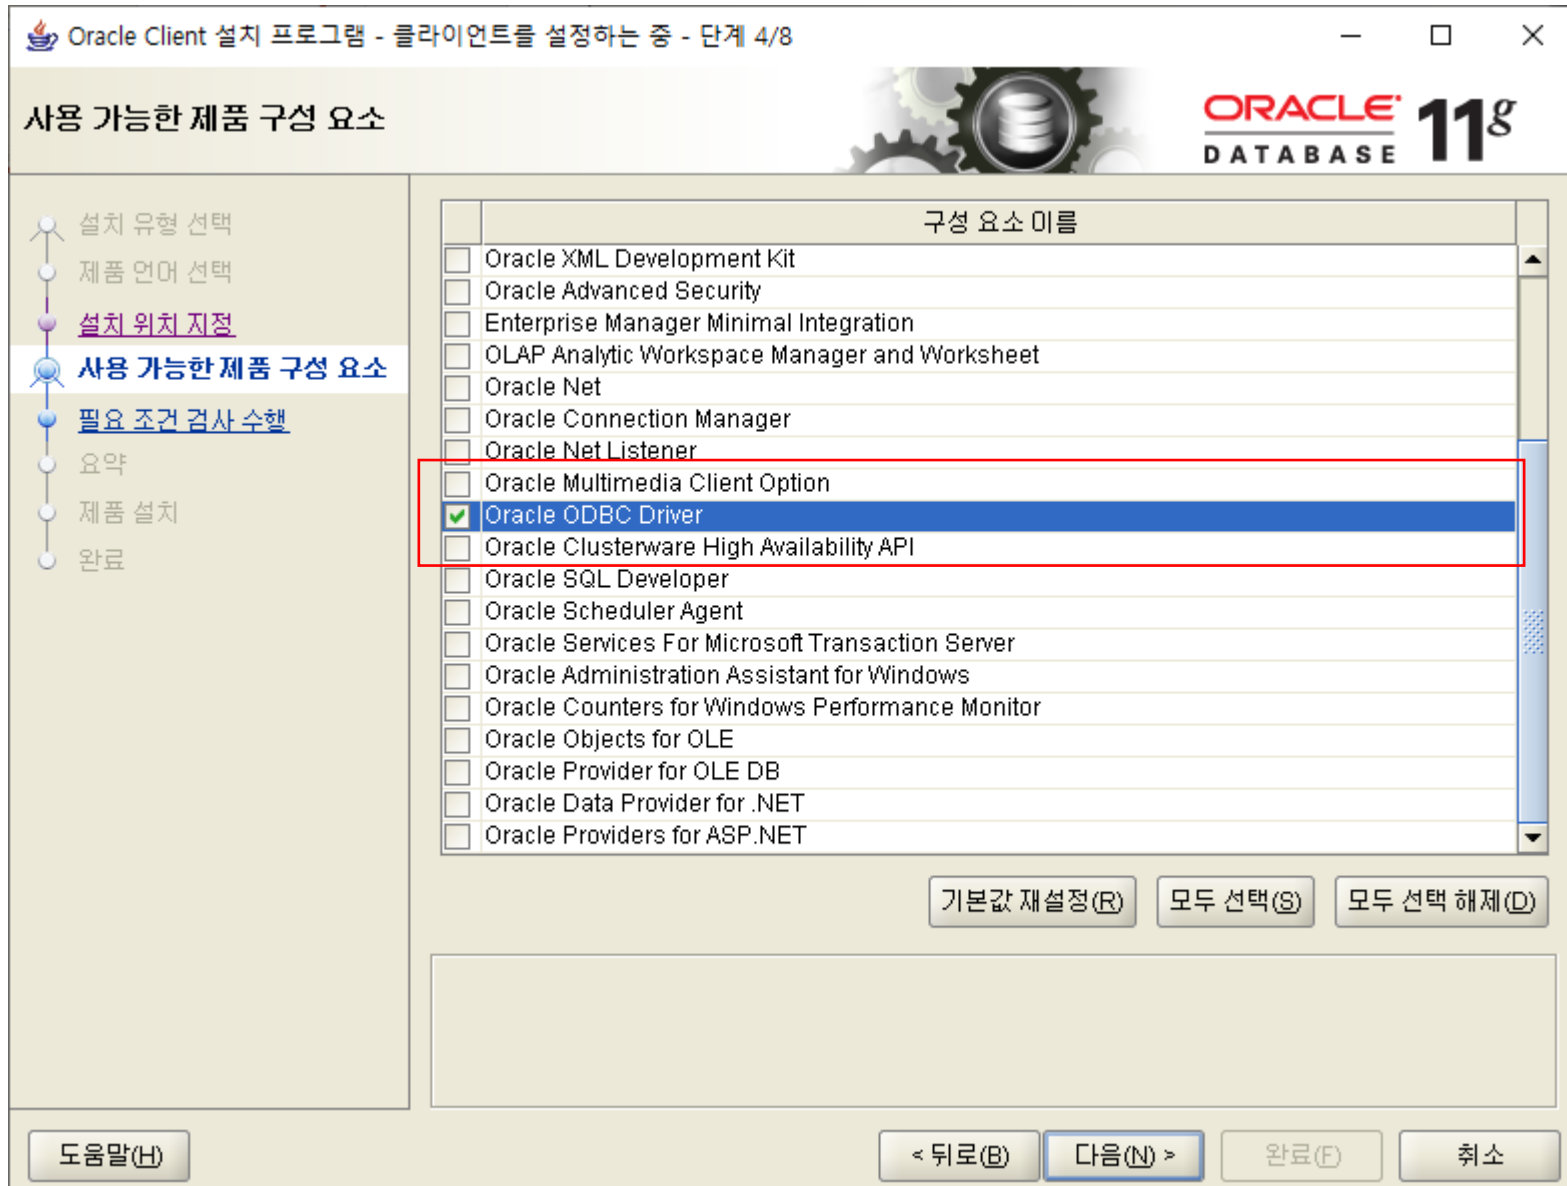 Oracle Client 설치 프로그램 - 클라이언트를 설정하는 중 - 단계 4/8
사용 가능한 제품 구성 요소
ORACLE
DATABASE
11g
설치 유형 선택
제품 언어 선택
설치 위치 지정
사용 가능한 제품 구성 요소
필요 조건 검사 수행
요약
제품 설치
완료
구성 요소 이름
Oracle XML Development Kit
Oracle Advanced Security
Enterprise Manager Minimal Integration
OLAP Analytic Workspace Manager and Worksheet
Oracle Net
Oracle Connection Manager
Oracle Net Listener
Oracle Multimedia Client Option
Oracle ODBC Driver
Oracle Clusterware High Availability API
Oracle SQL Developer
Oracle Scheduler Agent
Oracle Services For Microsoft Transaction Server
Oracle Administration Assistant for Windows
Oracle Counters for Windows Performance Monitor
Oracle Objects for OLE
Oracle Provider for OLE DB
Oracle Data Provider for .NET
Oracle Providers for ASP.NET
기본값 재설정(R) 모두 선택(S) 모두 선택 해제(D)
도움말(H) < 뒤로(B) 다음(N) > 완료(F) 취소